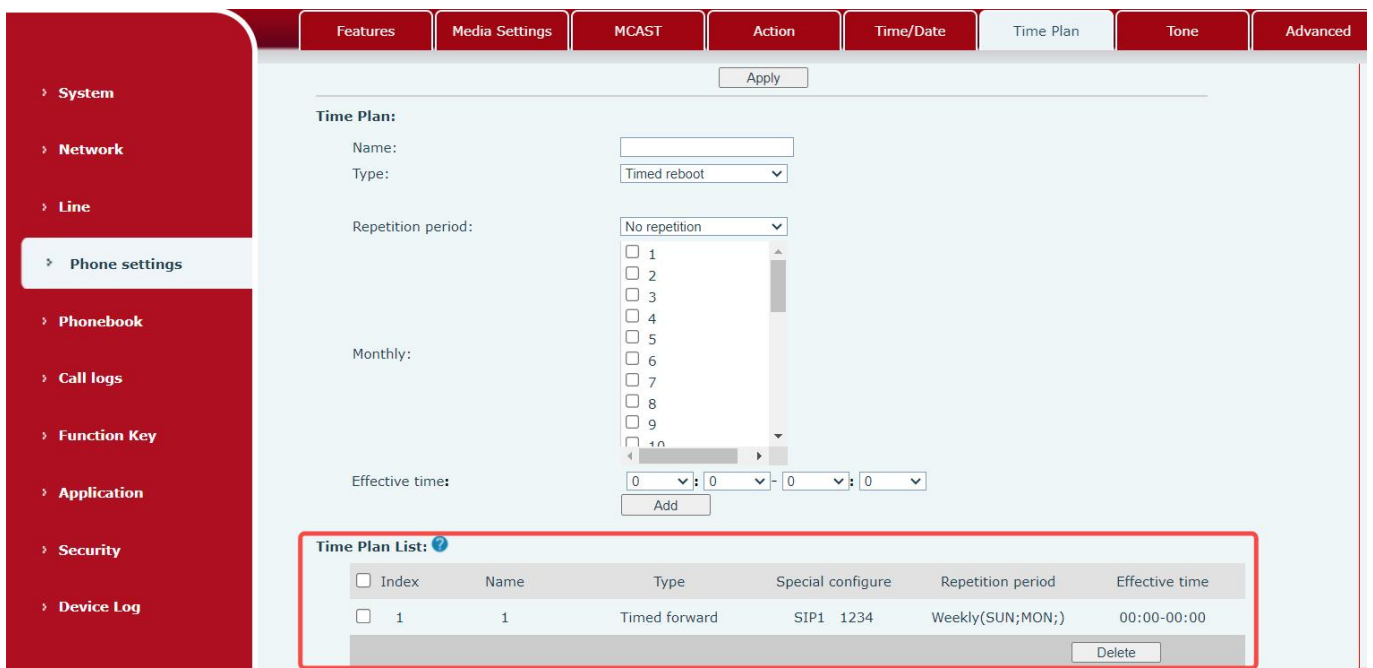 Features Media Settings MCAST Action Time/Date Time Plan Tone Advanced
System
Network
Line
Phone settings
Phonebook
Call logs
Function Key
Application
Security
Device Log
Apply
Time Plan:
Name:
Type: Timed reboot
Repetition period: No repetition
Monthly:
1
2
3
4
5
6
7
8
9
10
Effective time: 0 : 0 - 0 : 0
Add
Time Plan List: ?
Index Name Type Special configure Repetition period Effective time
1 1 Timed forward SIP1 1234 Weekly(SUN;MON;) 00:00-00:00
Delete